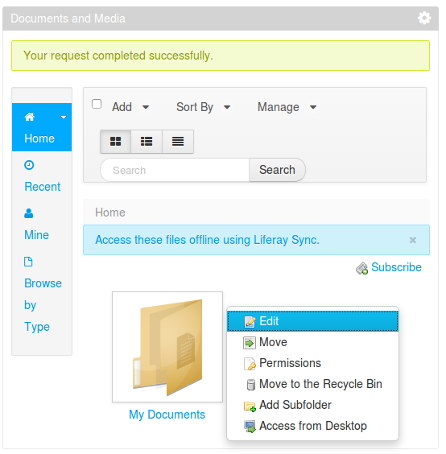 Documents and Media
Your request completed successfully.
Home
Recent
Mine
Browse
by
Type
Add Sort By Manage
Search Search
Home
Access these files offline using Liferay Sync. ×
Subscribe
My Documents
Edit
Move
Permissions
Move to the Recycle Bin
Add Subfolder
Access from Desktop